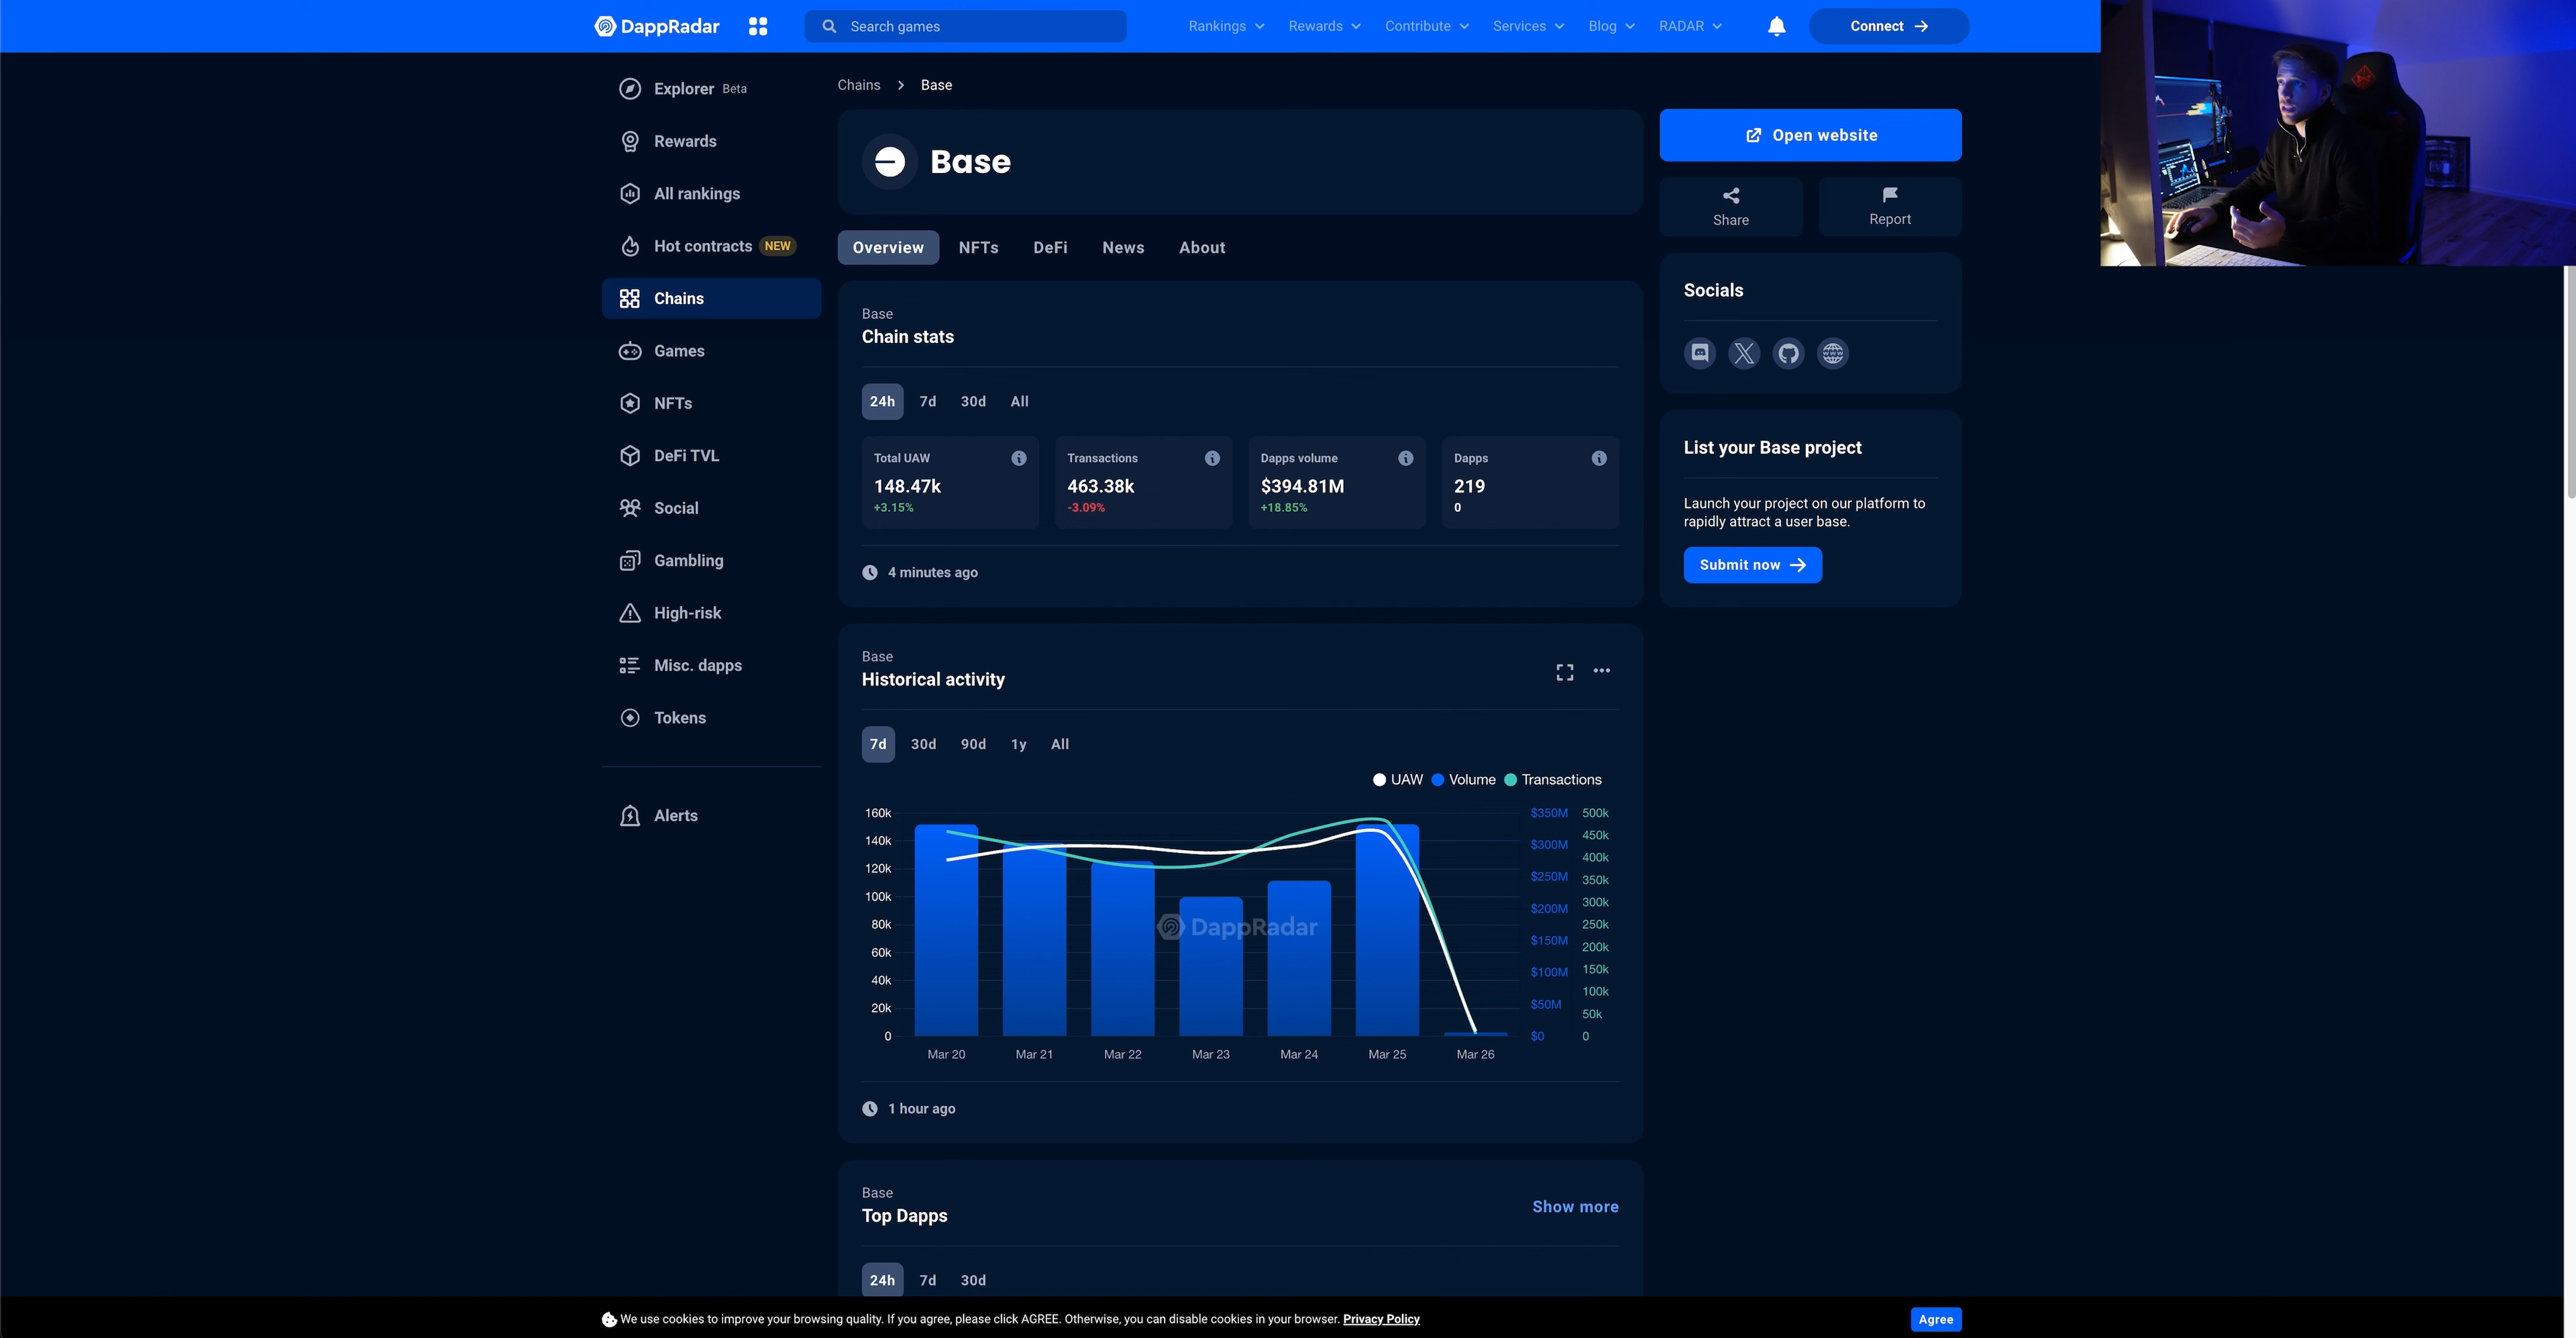 DappRadar
Search games
Rankings
Rewards
Contribute
Services
Blog
RADAR
Connect
Explorer Beta
Rewards
All rankings
Hot contracts NEW
Chains
Games
NFTs
DeFi TVL
Social
Gambling
High-risk
Misc. dapps
Tokens
Alerts
Chains > Base
Base
Overview
NFTs
DeFi
News
About
Base
Chain stats
24h 7d 30d All
Total UAW
148.47k
+3.15%
Transactions
463.38k
-3.09%
Dapps volume
$394.81M
+18.85%
Dapps
219
0
4 minutes ago
Base
Historical activity
7d 30d 90d 1y All
UAW Volume Transactions
160k
140k
120k
100k
80k
60k
40k
20k
0
DappRadar
$350M
$300M
$250M
$200M
$150M
$100M
$50M
$0
500k
450k
400k
350k
300k
250k
200k
150k
100k
50k
0
Mar 20 Mar 21 Mar 22 Mar 23 Mar 24 Mar 25 Mar 26
1 hour ago
Base
Top Dapps
Show more
24h 7d 30d
Open website
Share
Report
Socials
www
List your Base project
Launch your project on our platform to
rapidly attract a user base.
Submit now
We use cookies to improve your browsing quality. If you agree, please click AGREE. Otherwise, you can disable cookies in your browser. Privacy Policy
Agree